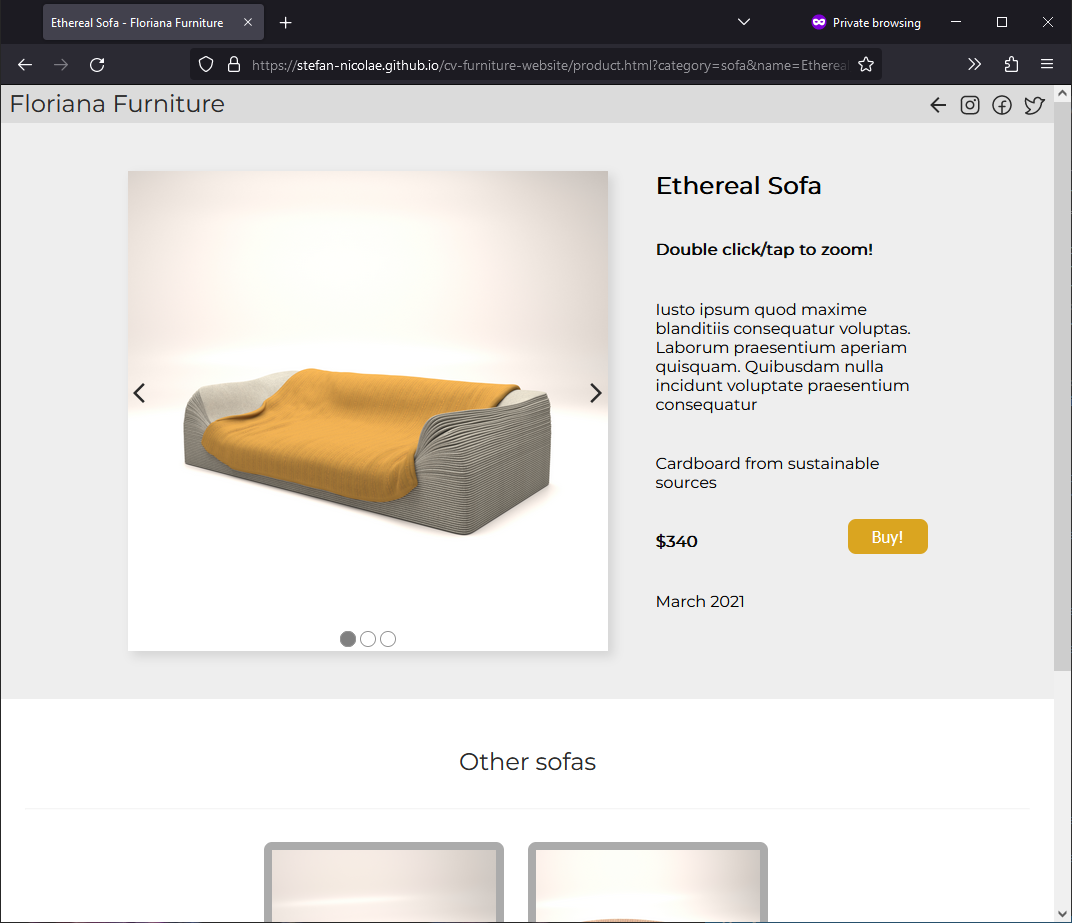 Ethereal Sofa - Floriana Furniture
Private browsing
https://stefan-nicolae.github.io/cv-furniture-website/product.html?category=sofa&name=Etherea
Floriana Furniture
Ethereal Sofa
Double click/tap to zoom!
Iusto ipsum quod maxime
blanditiis consequatur voluptas.
Laborum praesentium aperiam
quisquam. Quibusdam nulla
incidunt voluptate praesentium
consequatur
Cardboard from sustainable
sources
$340
Buy!
March 2021
Other sofas